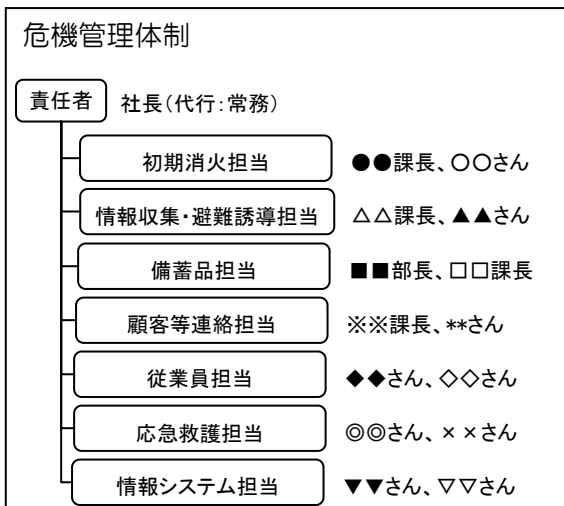 危機管理体制
責任者 社長(代行:常務)
初期消火担当 ●●課長、○○さん
情報収集・避難誘導担当 △△課長、▲▲さん
備蓄品担当 ■■部長、□□課長
顧客等連絡担当 ※※課長、**さん
従業員担当 ◆◆さん、◇◇さん
応急救護担当 ◎◎さん、××さん
情報システム担当 ▼▼さん、▽▽さん